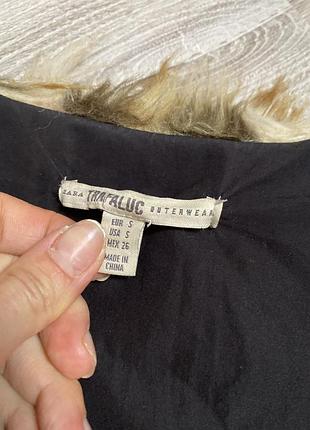 ZARA TRAFALUC OUTERWEAR
EUR S
USA S
MEX 26
MADE IN
CHINA